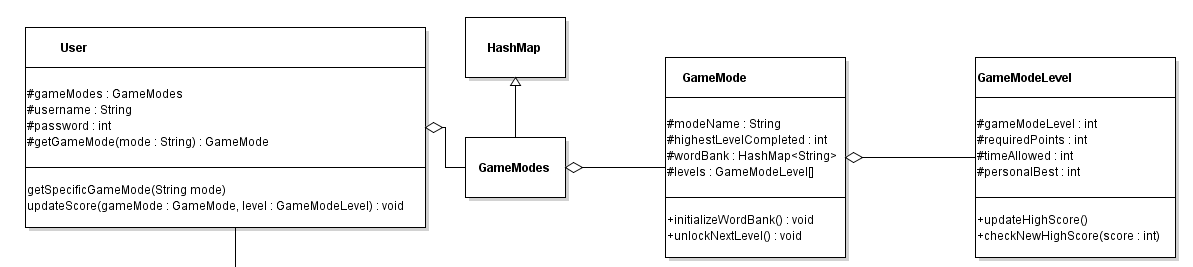 User
#gameModes : GameModes
#username : String
#password : int
#getGameMode(mode : String) : GameMode
getSpecificGameMode(String mode)
updateScore(gameMode : GameMode, level : GameModeLevel) : void
HashMap
GameModes
GameMode
#modeName : String
#highestLevelCompleted : int
#wordBank : HashMap<String>
#levels : GameModeLevel[]
+initializeWordBank() : void
+unlockNextLevel() : void
GameModeLevel
#gameModeLevel : int
#requiredPoints : int
#timeAllowed : int
#personalBest : int
+updateHighScore()
+checkNewHighScore(score : int)